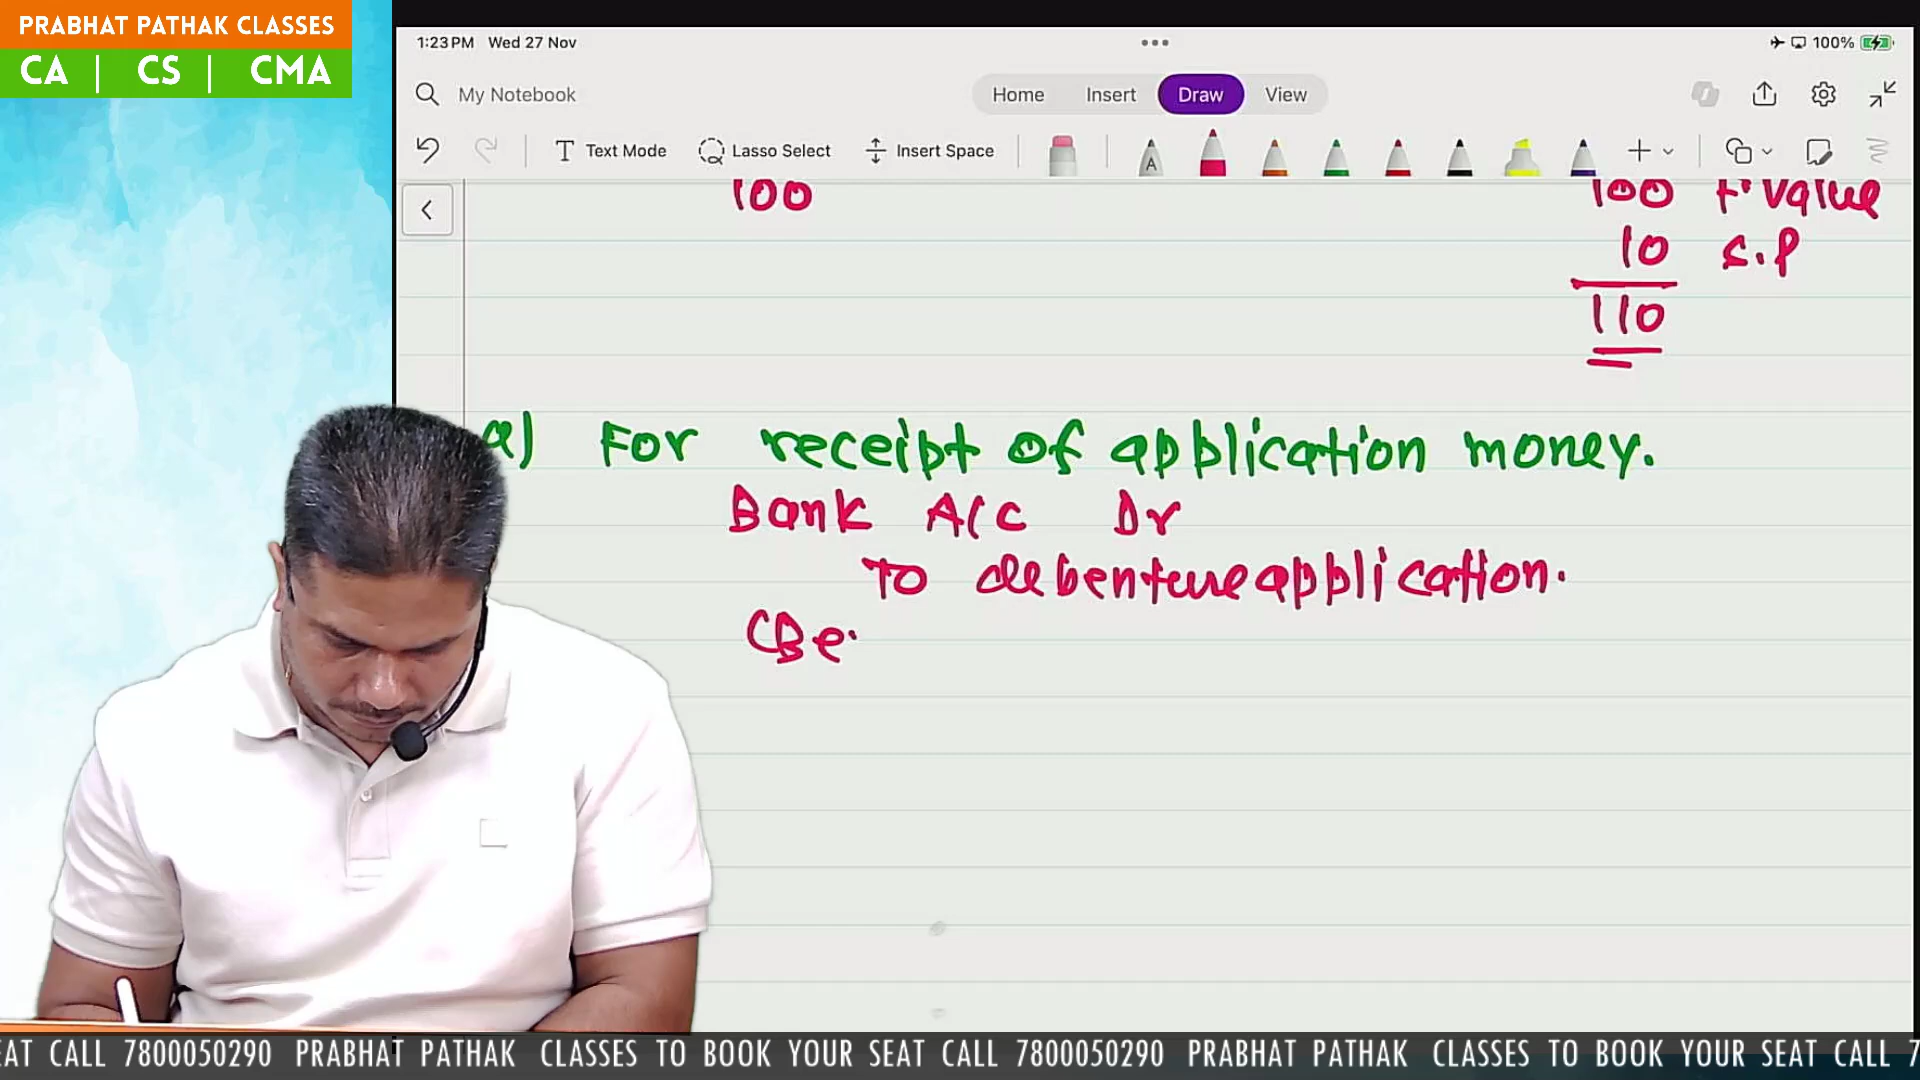 PRABHAT PATHAK CLASSES
CA | CS | CMA
1:23 PM Wed 27 Nov
100%
My Notebook
Home Insert Draw View
Text Mode Lasso Select Insert Space
A
100 100 F.Value
10 S.P
110
a) For receipt of application money.
Bank A/c Dr
To debenture application.
(Be
EAT CALL 7800050290 PRABHAT PATHAK CLASSES TO BOOK YOUR SEAT CALL 7800050290 PRABHAT PATHAK CLASSES TO BOOK YOUR SEAT CALL 7